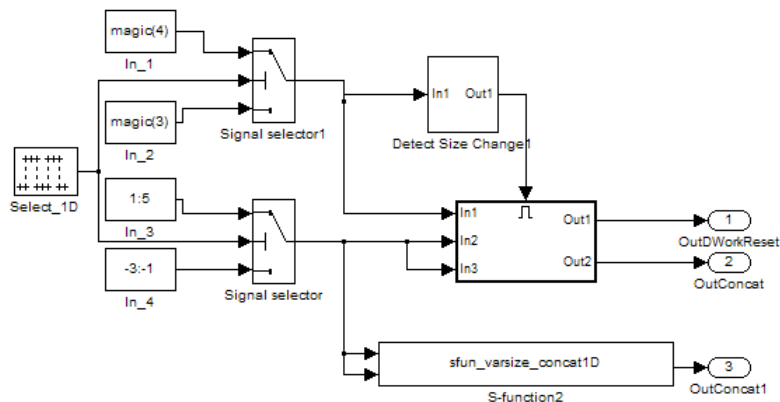 magic(4)
In_1
magic(3)
In_2
Signal selector1
In1
Out1
Detect Size Change1
Select_1D
1:5
In_3
-3:-1
In_4
Signal selector
In1
In2
In3
Out1
Out2
1
OutDWorkReset
2
OutConcat
sfun_varsize_concat1D
S-function2
3
OutConcat1